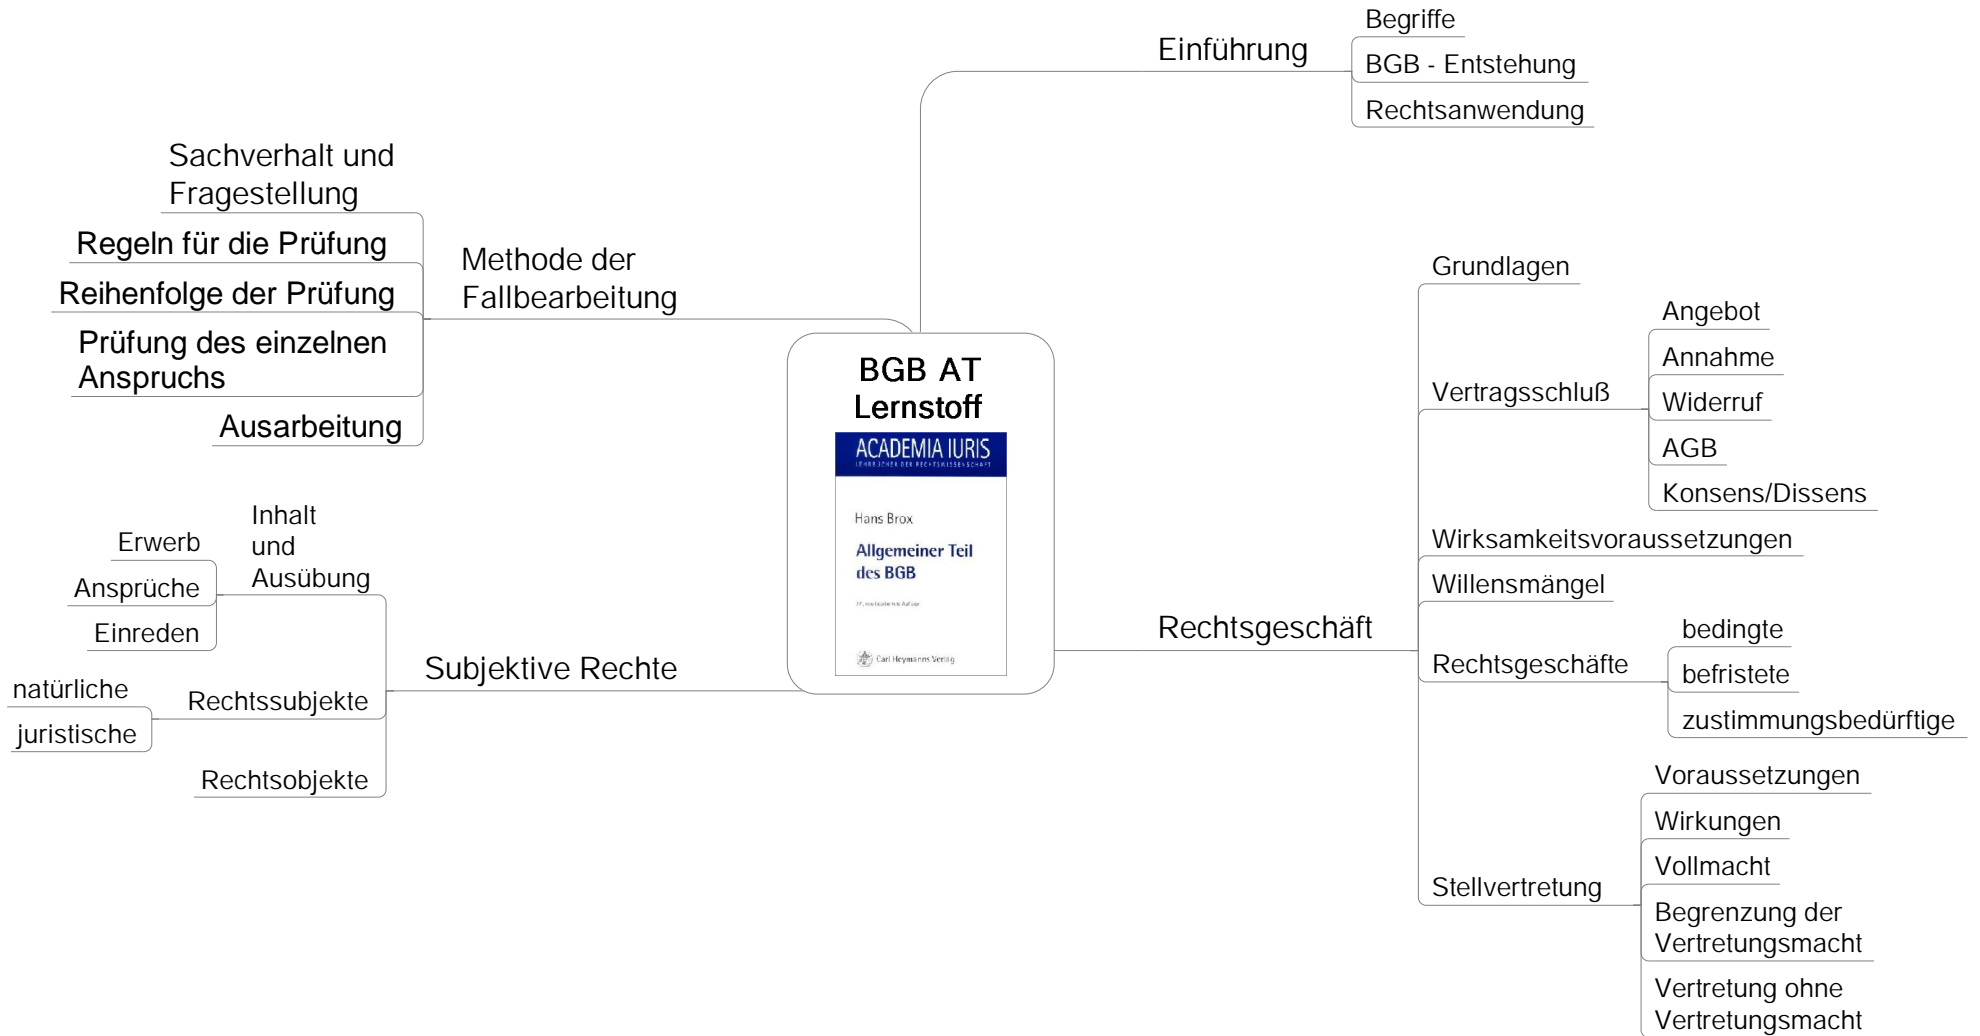 BGB AT
Lernstoff
ACADEMIA IURIS
LEHRBÜCHER DER RECHTSWISSENSCHAFT
Hans Brox
Allgemeiner Teil
des BGB
Carl Heymanns Verlag
Einführung
Begriffe
BGB - Entstehung
Rechtsanwendung
Rechtsgeschäft
Grundlagen
Vertragsschluß
Angebot
Annahme
Widerruf
AGB
Konsens/Dissens
Wirksamkeitsvoraussetzungen
Willensmängel
Rechtsgeschäfte
bedingte
befristete
zustimmungsbedürftige
Stellvertretung
Voraussetzungen
Wirkungen
Vollmacht
Begrenzung der
Vertretungsmacht
Vertretung ohne
Vertretungsmacht
Methode der
Fallbearbeitung
Sachverhalt und
Fragestellung
Regeln für die Prüfung
Reihenfolge der Prüfung
Prüfung des einzelnen
Anspruchs
Ausarbeitung
Subjektive Rechte
Inhalt
und
Ausübung
Erwerb
Ansprüche
Einreden
Rechtssubjekte
natürliche
juristische
Rechtsobjekte